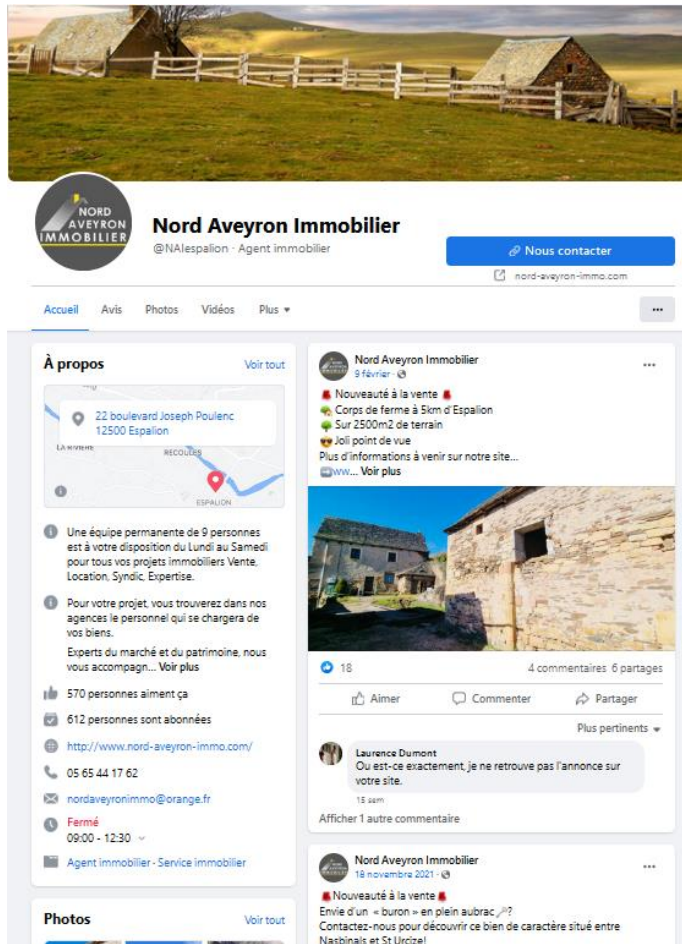 NORD
AVEYRON
IMMOBILIER
Nord Aveyron Immobilier
@NAIespalion · Agent immobilier
Nous contacter
nord-aveyron-immo.com
Accueil Avis Photos Vidéos Plus
À propos
Voir tout
22 boulevard Joseph Poulenc
12500 Espalion
LA RIVIERE
RECOULES
ESPALION
Une équipe permanente de 9 personnes
est à votre disposition du Lundi au Samedi
pour tous vos projets immobiliers Vente,
Location, Syndic, Expertise.
Pour votre projet, vous trouverez dans nos
agences le personnel qui se chargera de
vos biens.
Experts du marché et du patrimoine, nous
vous accompagn... Voir plus
570 personnes aiment ça
612 personnes sont abonnées
http://www.nord-aveyron-immo.com/
05 65 44 17 62
nordaveyronimmo@orange.fr
Fermé
09:00 - 12:30
Agent immobilier · Service immobilier
Photos
Voir tout
Nord Aveyron Immobilier
9 février ·
Nouveauté à la vente
Corps de ferme à 5km d'Espalion
Sur 2500m2 de terrain
Joli point de vue
Plus d'informations à venir sur notre site...
ww... Voir plus
18
4 commentaires 6 partages
Aimer Commenter Partager
Plus pertinents
Laurence Dumont
Ou est-ce exactement, je ne retrouve pas l'annonce sur
votre site.
15 sem
Afficher 1 autre commentaire
Nord Aveyron Immobilier
18 novembre 2021 ·
Nouveauté à la vente
Envie d'un « buron » en plein aubrac ?
Contactez-nous pour découvrir ce bien de caractère situé entre
Nasbinals et St Urcize!